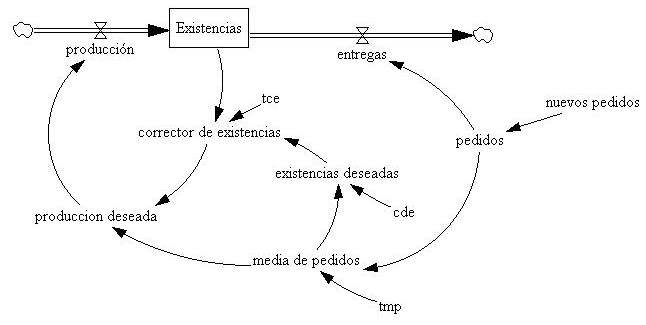 Existencias
producción
entregas
tce
nuevos pedidos
corrector de existencias
pedidos
existencias deseadas
produccion deseada
cde
media de pedidos
tmp